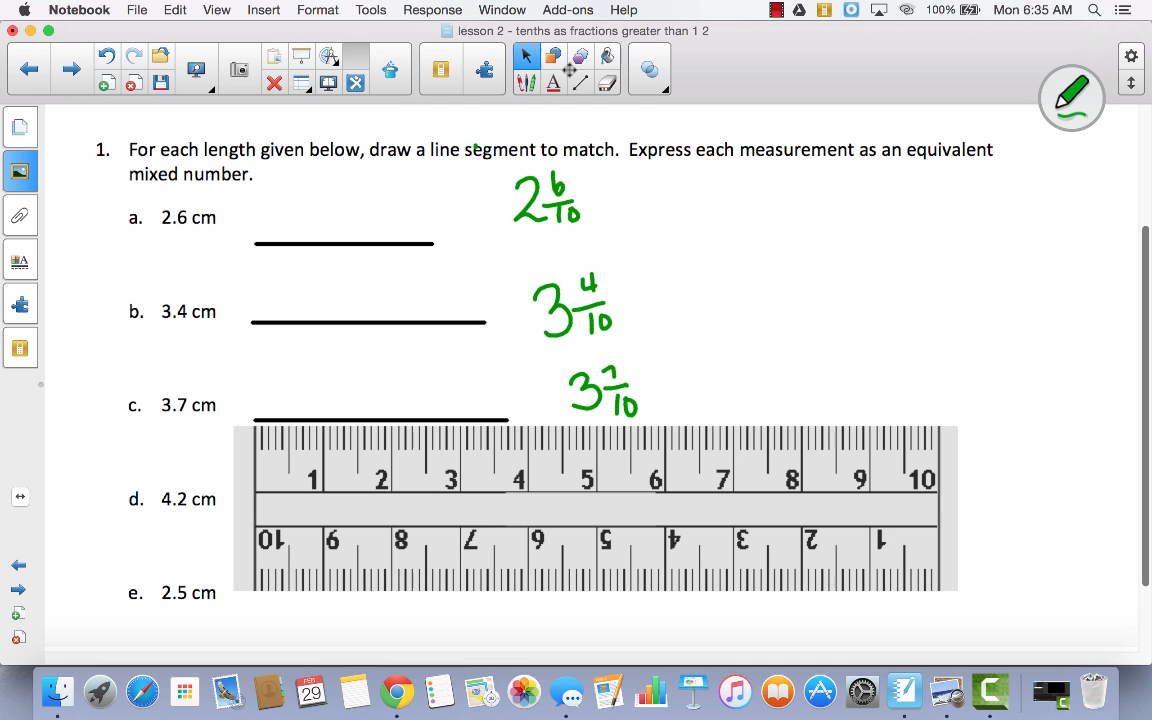 Notebook File Edit View Insert Format Tools Response Window Add-ons Help 100% Mon 6:35 AM
lesson 2 - tenths as fractions greater than 1 2
1. For each length given below, draw a line segment to match. Express each measurement as an equivalent
mixed number.
a. 2.6 cm 2 6/10
b. 3.4 cm 3 4/10
c. 3.7 cm 3 7/10
1 2 3 4 5 6 7 8 9 10
d. 4.2 cm
10 9 8 7 6 5 4 3 2 1
e. 2.5 cm
FEB
29